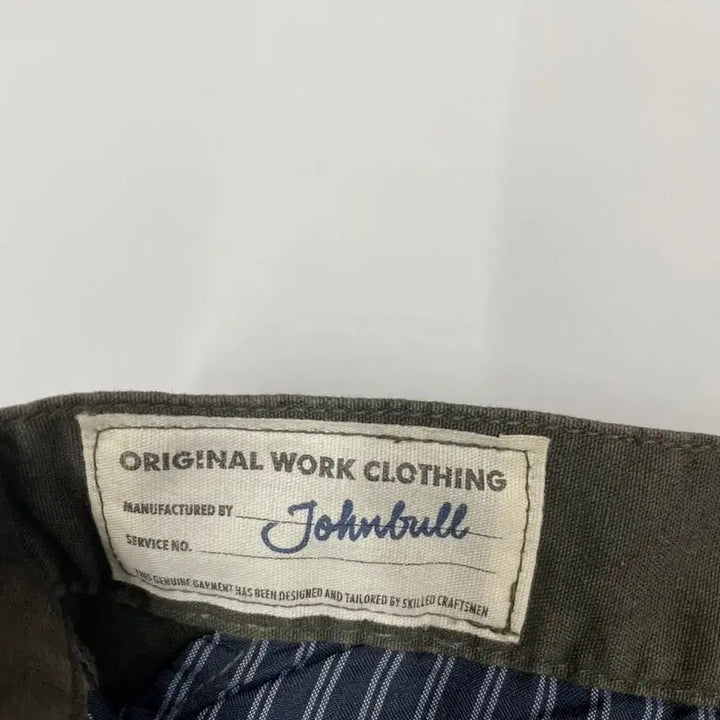 ORIGINAL WORK CLOTHING
MANUFACTURED BY Johnbull
SERVICE NO.
THIS GENUINE GARMENT HAS BEEN DESIGNED AND TAILORED BY SKILLED CRAFTSMEN